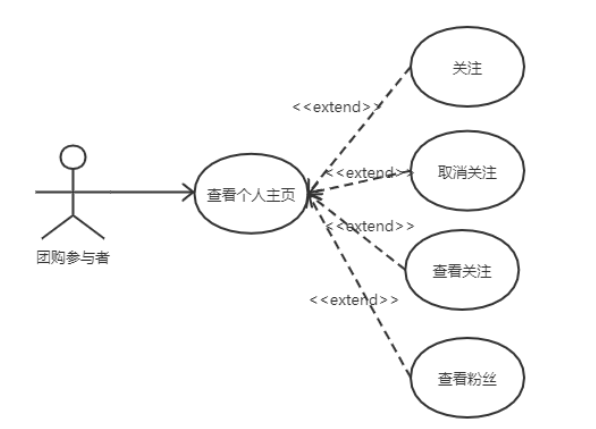 关注
<<extend>>
<<extend>>
取消关注
查看个人主页
<<extend>>
团购参与者
查看关注
<<extend>>
查看粉丝